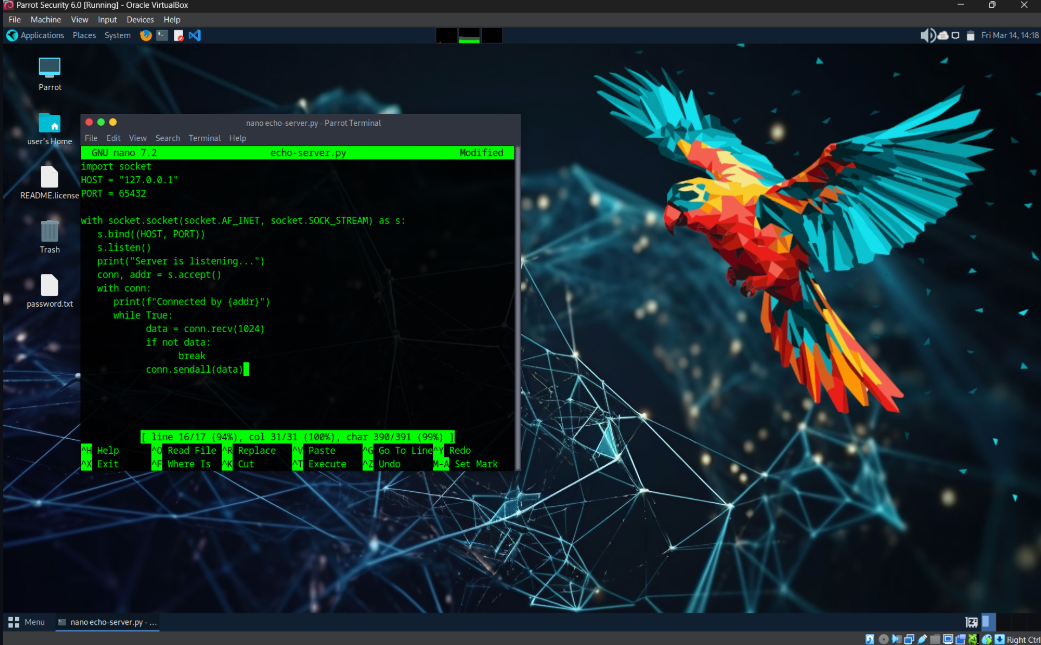 Parrot Security 6.0 [Running] - Oracle VirtualBox
File Machine View Input Devices Help
Applications Places System
Fri Mar 14, 14:18
Parrot
user's Home
README.license
Trash
password.txt
nano echo-server.py - Parrot Terminal
File Edit View Search Terminal Help
GNU nano 7.2 echo-server.py Modified
import socket
HOST = "127.0.0.1"
PORT = 65432
with socket.socket(socket.AF_INET, socket.SOCK_STREAM) as s:
s.bind((HOST, PORT))
s.listen()
print("Server is listening...")
conn, addr = s.accept()
with conn:
print(f"Connected by {addr}")
while True:
data = conn.recv(1024)
if not data:
break
conn.sendall(data)
[ line 16/17 (94%), col 31/31 (100%), char 390/391 (99%) ]
^H Help ^O Read File ^R Replace ^V Paste ^G Go To Line ^Y Redo
^X Exit ^F Where Is ^K Cut ^T Execute ^Z Undo M-A Set Mark
Menu nano echo-server.py - ...
Right Ctrl